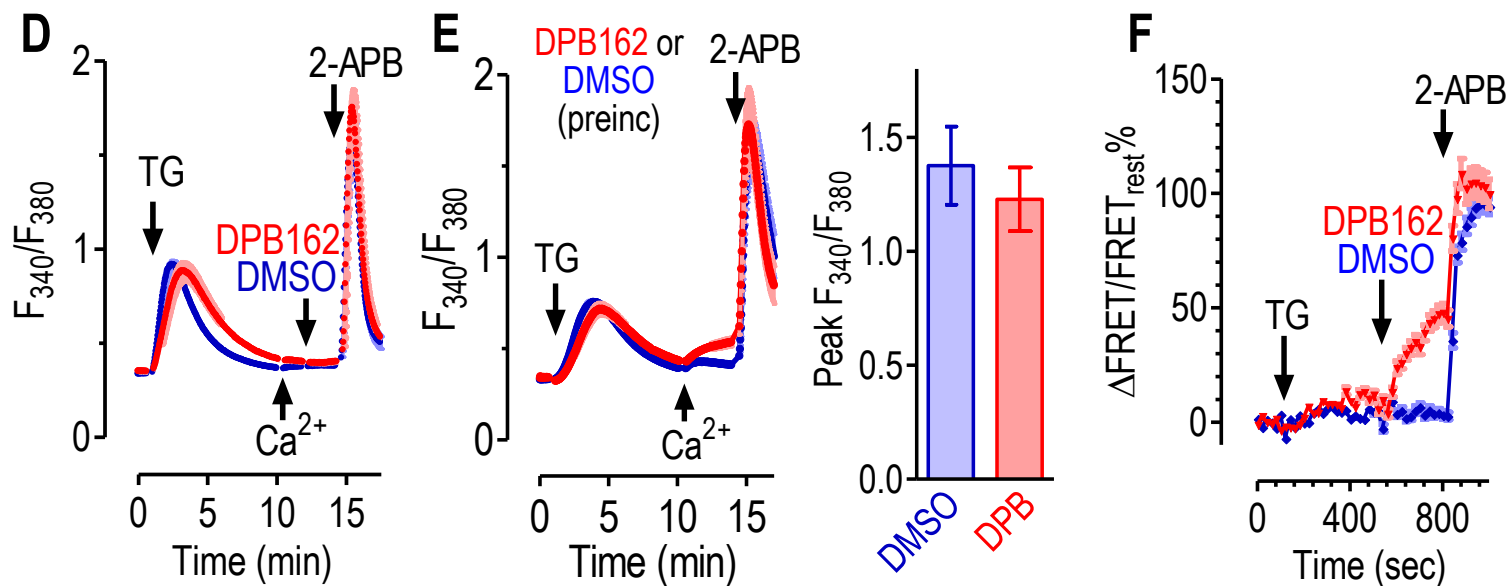 D
2
1
0
F340/F380
TG
DPB162
DMSO
2-APB
Ca2+
0 5 10 15
Time (min)
E
DPB162 or
DMSO
(preinc)
2-APB
2
1
0
F340/F380
TG
Ca2+
0 5 10 15
Time (min)
Peak F340/F380
1.5
1.0
0.5
0.0
DMSO
DPB
F
150
100
50
0
ΔFRET/FRETrest%
2-APB
DPB162
DMSO
TG
0 400 800
Time (sec)